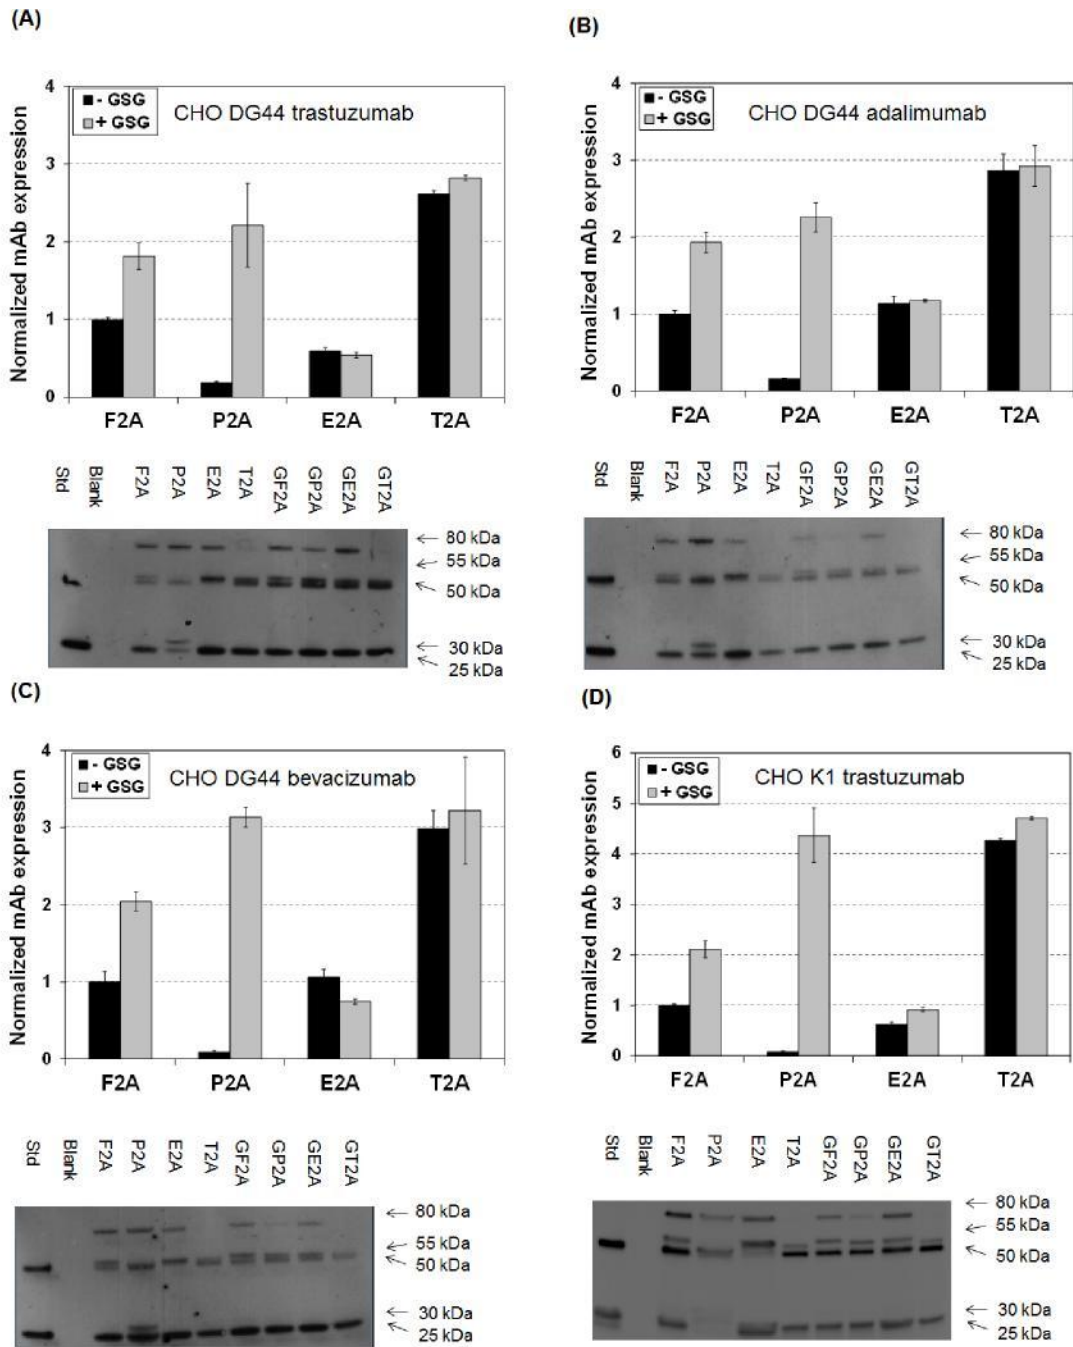 (A)
Normalized mAb expression
4
3
2
1
0
- GSG
+ GSG
CHO DG44 trastuzumab
F2A P2A E2A T2A
Std Blank F2A P2A E2A T2A GF2A GP2A GE2A GT2A
80 kDa
55 kDa
50 kDa
30 kDa
25 kDa
(B)
Normalized mAb expression
4
3
2
1
0
- GSG
+ GSG
CHO DG44 adalimumab
F2A P2A E2A T2A
Std Blank F2A P2A E2A T2A GF2A GP2A GE2A GT2A
80 kDa
55 kDa
50 kDa
30 kDa
25 kDa
(C)
Normalized mAb expression
4
3
2
1
0
- GSG
+ GSG
CHO DG44 bevacizumab
F2A P2A E2A T2A
Std Blank F2A P2A E2A T2A GF2A GP2A GE2A GT2A
80 kDa
55 kDa
50 kDa
30 kDa
25 kDa
(D)
Normalized mAb expression
6
5
4
3
2
1
0
- GSG
+ GSG
CHO K1 trastuzumab
F2A P2A E2A T2A
Std Blank F2A P2A E2A T2A GF2A GP2A GE2A GT2A
80 kDa
55 kDa
50 kDa
30 kDa
25 kDa